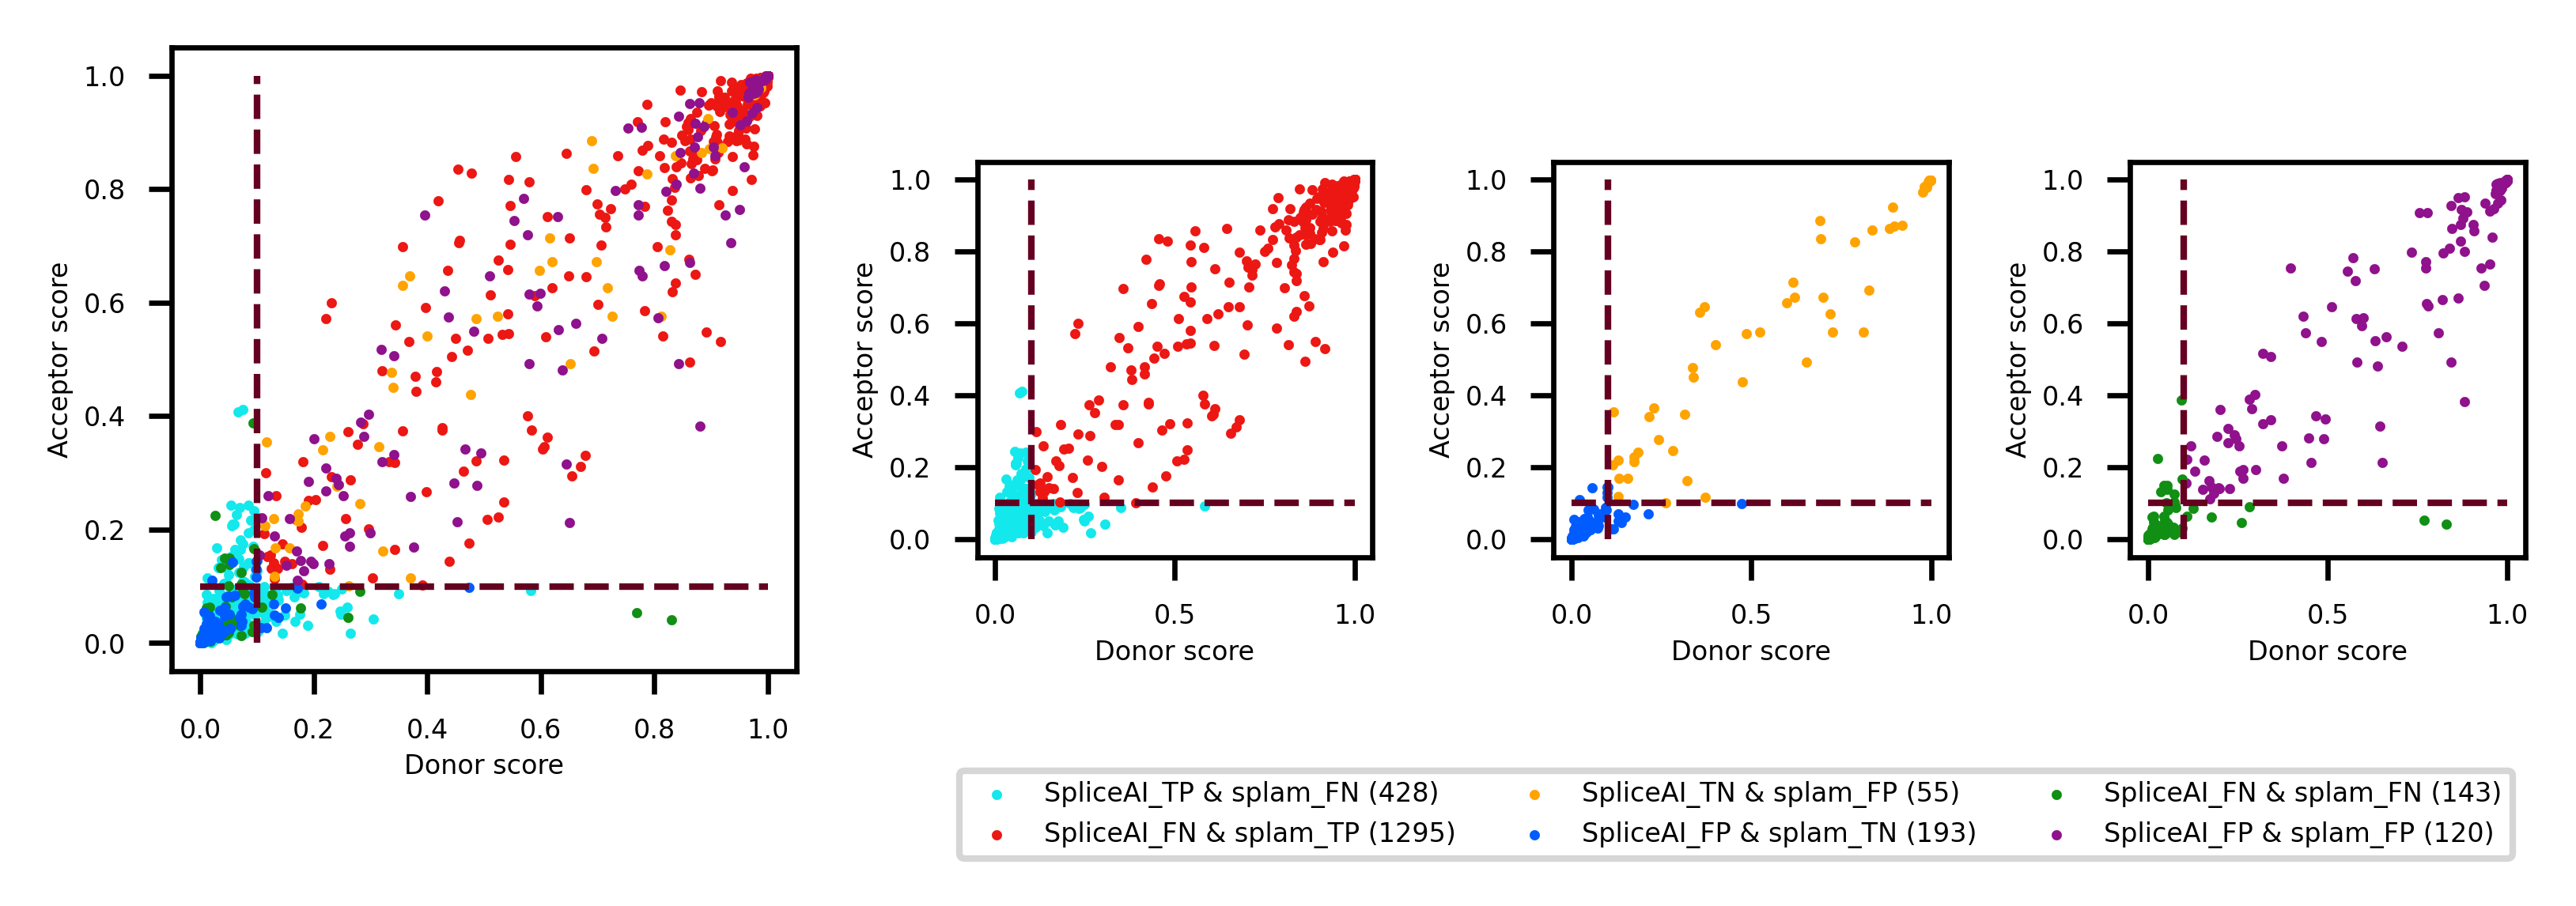 1.0
0.8
0.6
0.4
0.2
0.0
Acceptor score
0.0 0.2 0.4 0.6 0.8 1.0
Donor score
1.0
0.8
0.6
0.4
0.2
0.0
Acceptor score
0.0 0.5 1.0
Donor score
1.0
0.8
0.6
0.4
0.2
0.0
Acceptor score
0.0 0.5 1.0
Donor score
1.0
0.8
0.6
0.4
0.2
0.0
Acceptor score
0.0 0.5 1.0
Donor score
SpliceAI_TP & splam_FN (428)
SpliceAI_FN & splam_TP (1295)
SpliceAI_TN & splam_FP (55)
SpliceAI_FP & splam_TN (193)
SpliceAI_FN & splam_FN (143)
SpliceAI_FP & splam_FP (120)